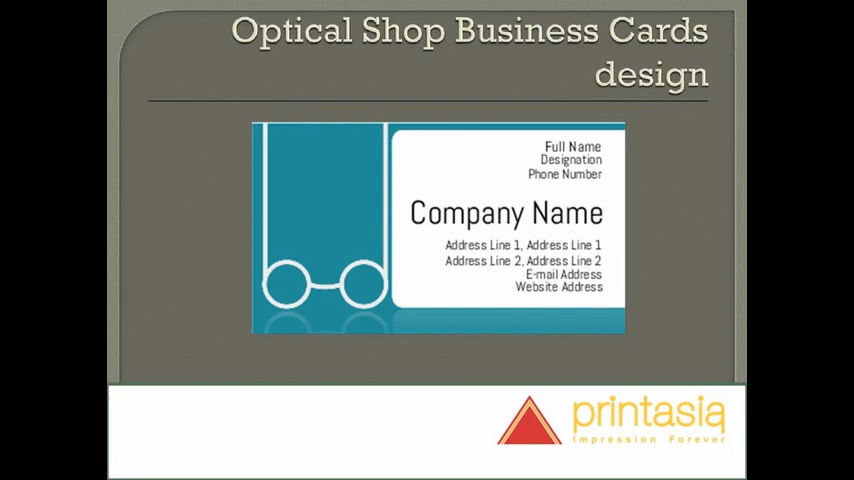 Optical Shop Business Cards
design
Full Name
Designation
Phone Number
Company Name
Address Line 1, Address Line 1
Address Line 2, Address Line 2
E-mail Address
Website Address
printasia
Impression Forever